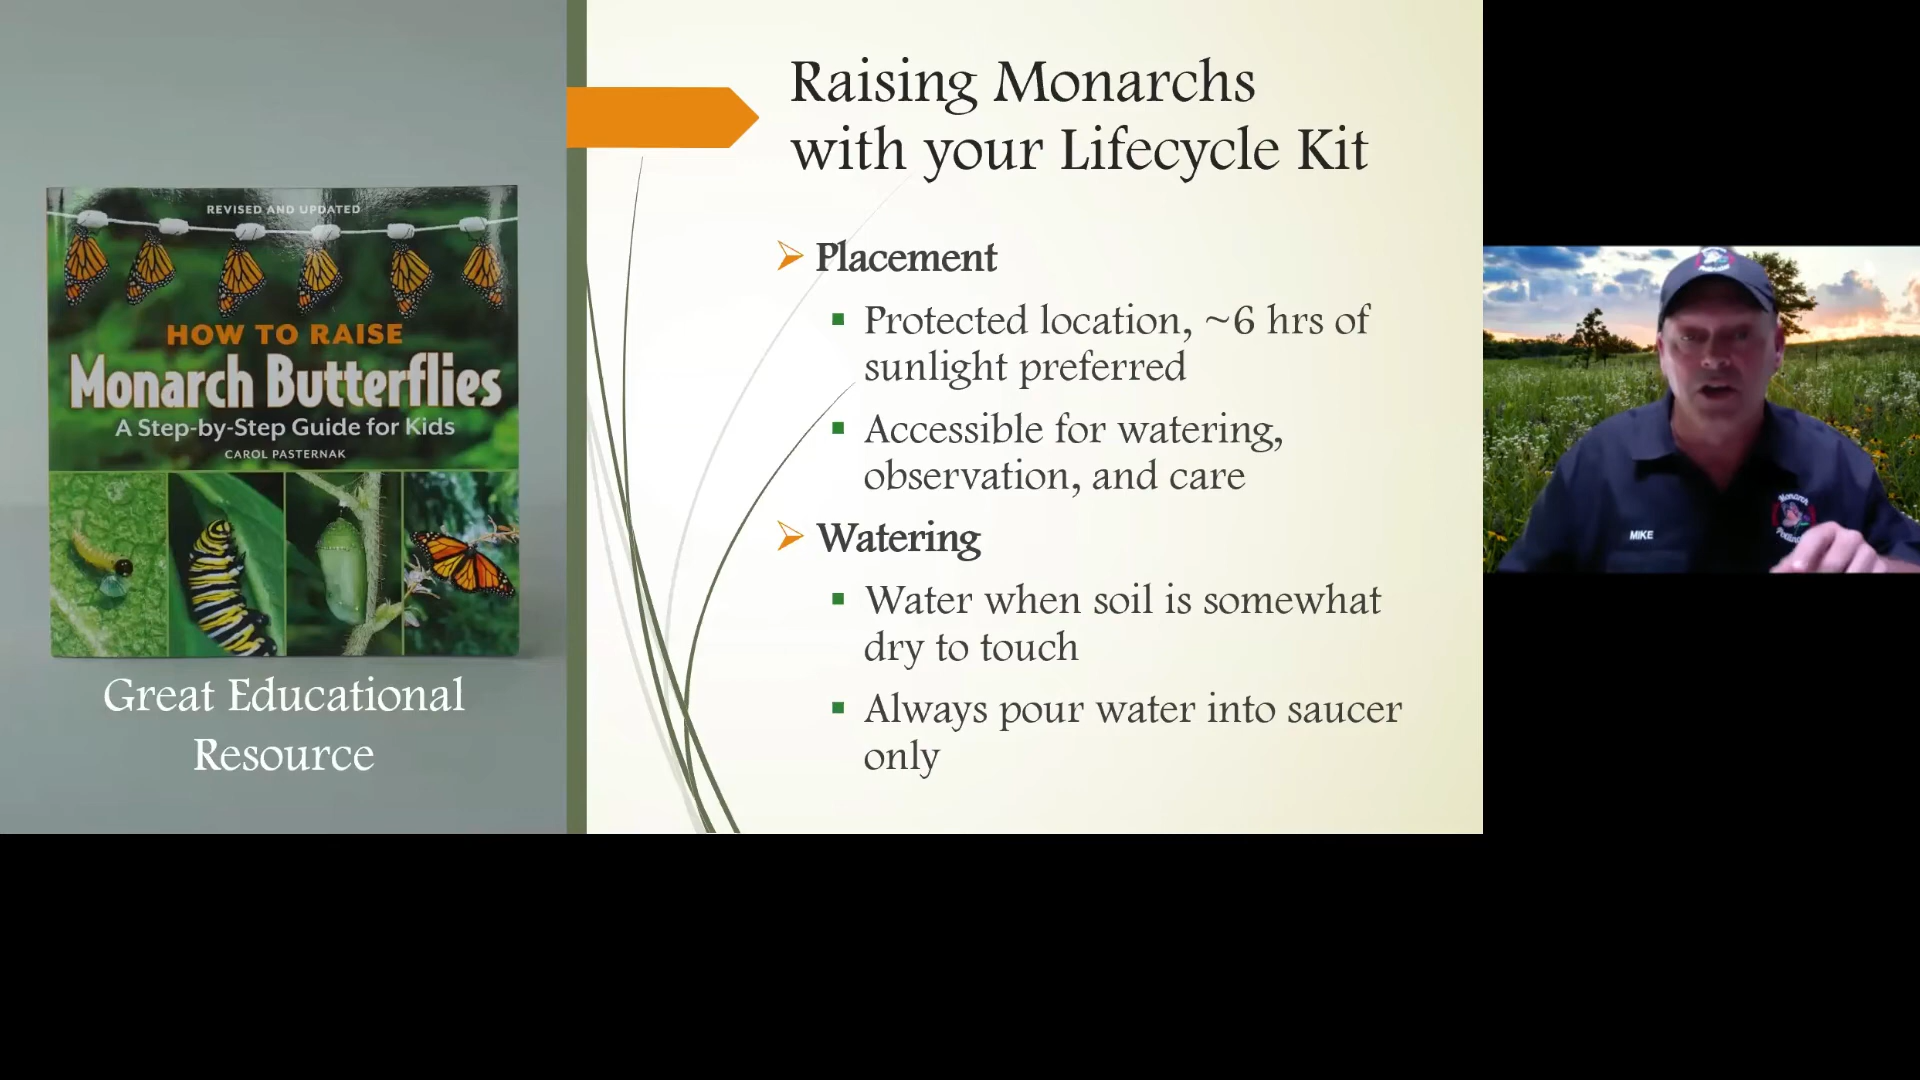 REVISED AND UPDATED
HOW TO RAISE
Monarch Butterflies
A Step-by-Step Guide for Kids
CAROL PASTERNAK
Great Educational
Resource
Raising Monarchs
with your Lifecycle Kit
Placement
Protected location, ~6 hrs of
sunlight preferred
Accessible for watering,
observation, and care
Watering
Water when soil is somewhat
dry to touch
Always pour water into saucer
only
MIKE
Monarch